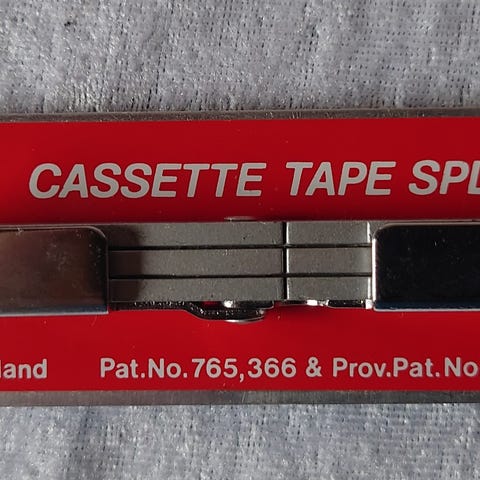 CASSETTE TAPE SPL
land Pat.No.765,366 & Prov.Pat.No